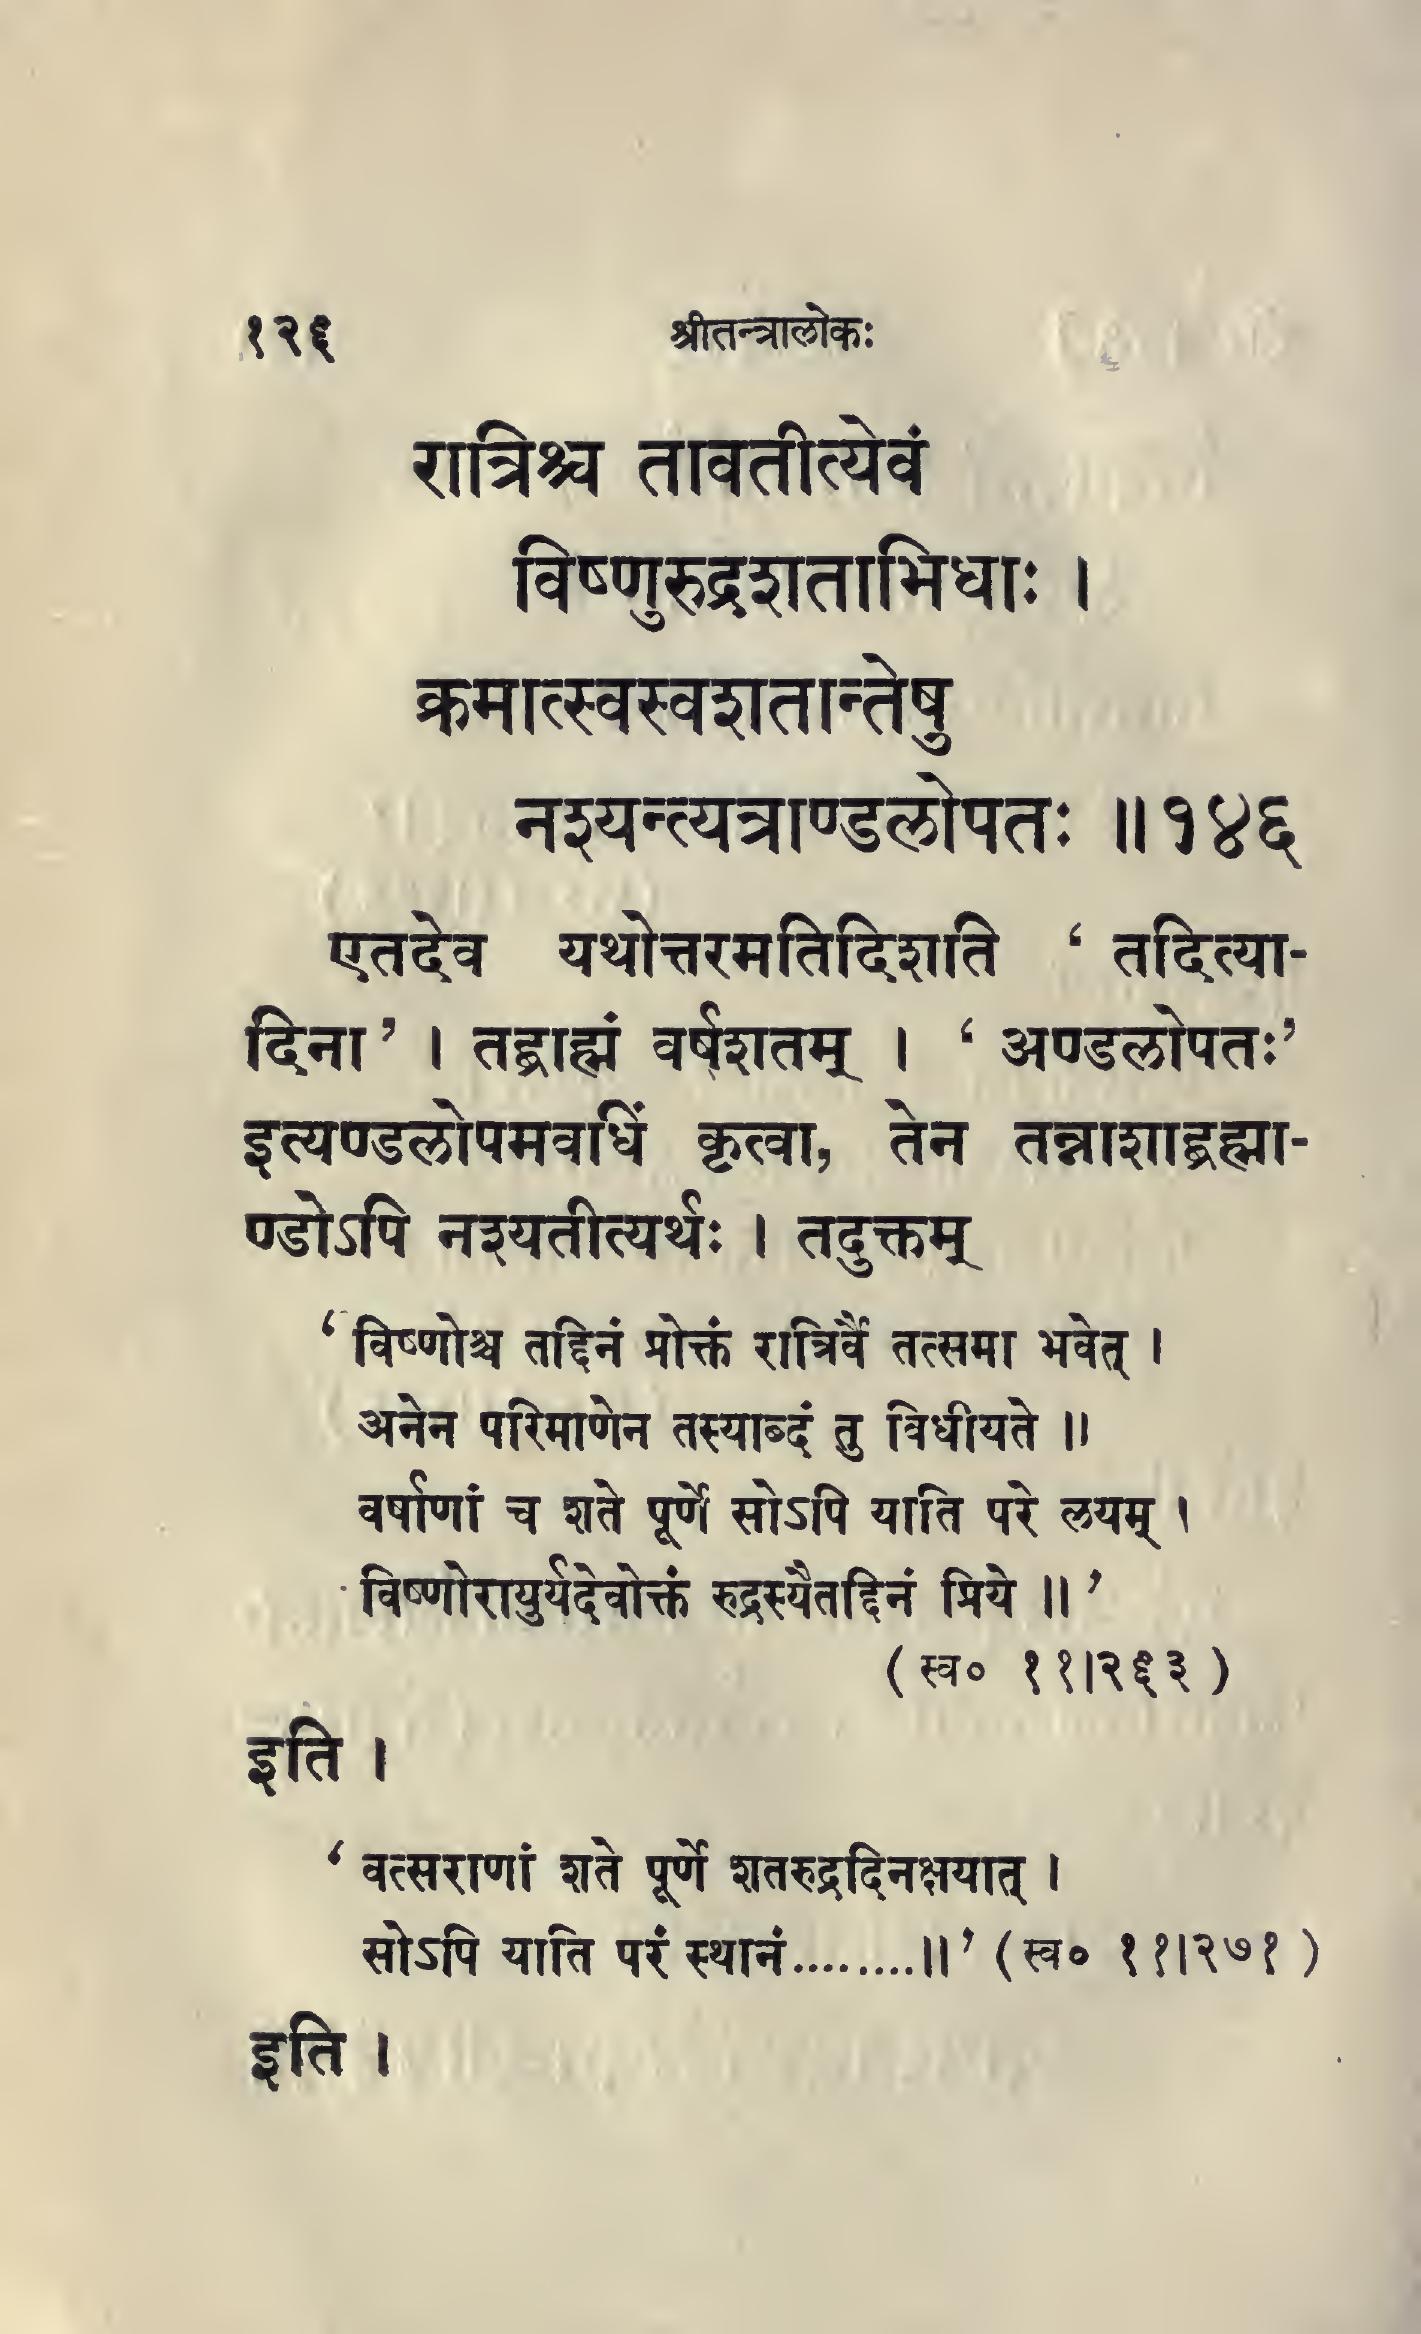 १२६
श्रीतन्त्रालोकः
रात्रिश्च तावतीत्येवं
विष्णुरुद्रशताभिधाः ।
क्रमात्स्वस्वशतान्तेषु
नश्यन्त्यत्राण्डलोपतः ॥१४६
एतदेव यथोत्तरमतिदिशति ‘ तदित्या-
दिना ’ । तद्ब्राह्मं वर्षशतम् । ‘ अण्डलोपतः’
इत्यण्डलोपमवधिं कृत्वा, तेन तन्नाशाद्ब्रह्मा-
ण्डोऽपि नश्यतीत्यर्थः । तदुक्तम्
‘ विष्णोश्च तद्दिनं प्रोक्तं रात्रिर्वै तत्समा भवेत् ।
अनेन परिमाणेन तस्याब्दं तु विधीयते ॥
वर्षाणां च शते पूर्णे सोऽपि याति परे लयम् ।
विष्णोरायुर्यदेवोक्तं रुद्रस्यैतद्दिनं प्रिये ॥ ’
( स्व० ११।२६३ )
इति ।
‘ वत्सराणां शते पूर्णे शतरुद्रदिनक्षयात् ।
सोऽपि याति परं स्थानं.........॥ ’ ( स्व० ११।२७१ )
इति ।